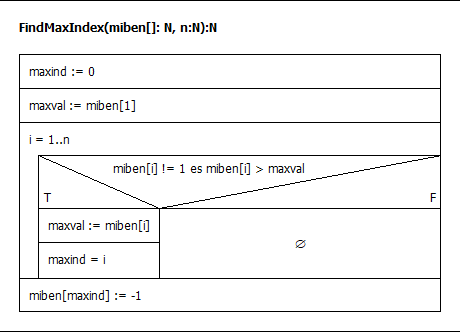 FindMaxIndex(miben[]: N, n:N):N
maxind := 0
maxval := miben[1]
i = 1..n
miben[i] != 1 es miben[i] > maxval
T F
maxval := miben[i]
∅
maxind = i
miben[maxind] := -1